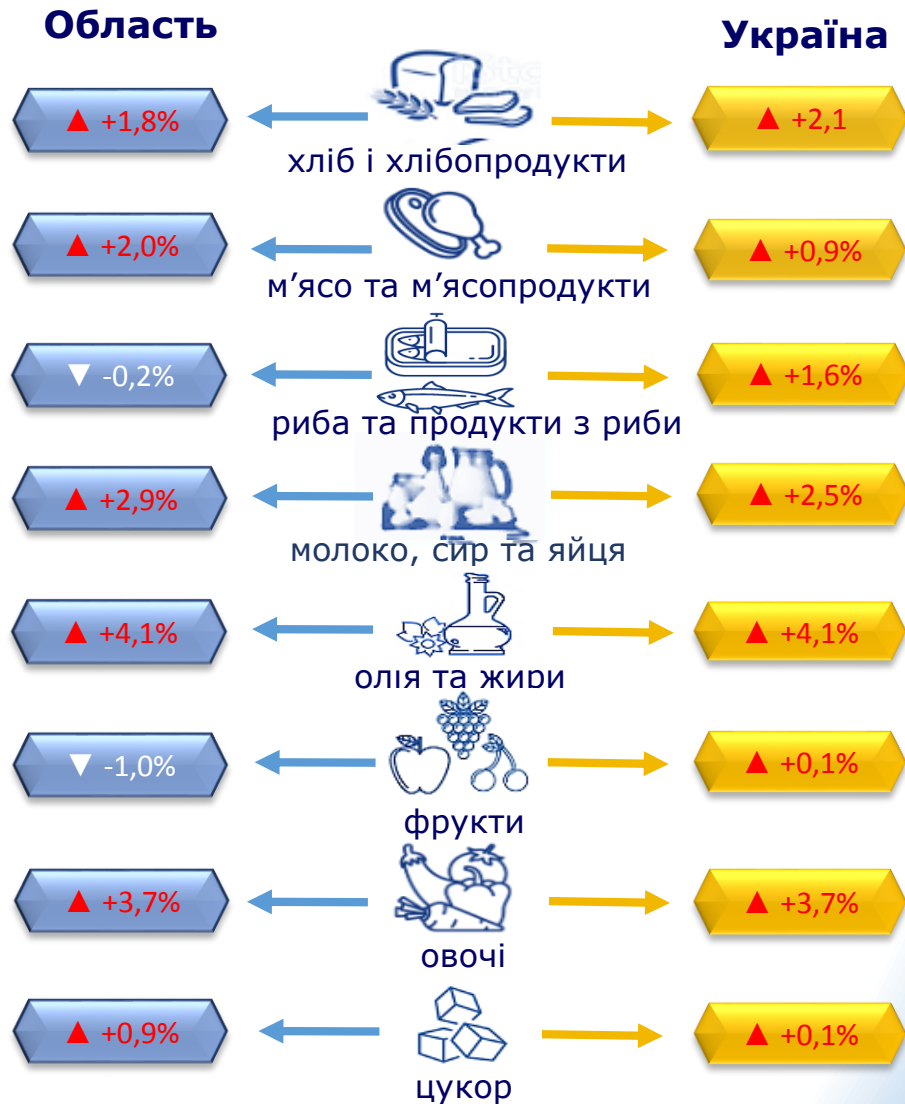 Область
Україна
▲ +1,8%
▲ +2,1
хліб і хлібопродукти
▲ +2,0%
▲ +0,9%
м’ясо та м’ясопродукти
▼ -0,2%
▲ +1,6%
риба та продукти з риби
▲ +2,9%
▲ +2,5%
молоко, сир та яйця
▲ +4,1%
▲ +4,1%
олія та жири
▼ -1,0%
▲ +0,1%
фрукти
▲ +3,7%
▲ +3,7%
овочі
▲ +0,9%
▲ +0,1%
цукор